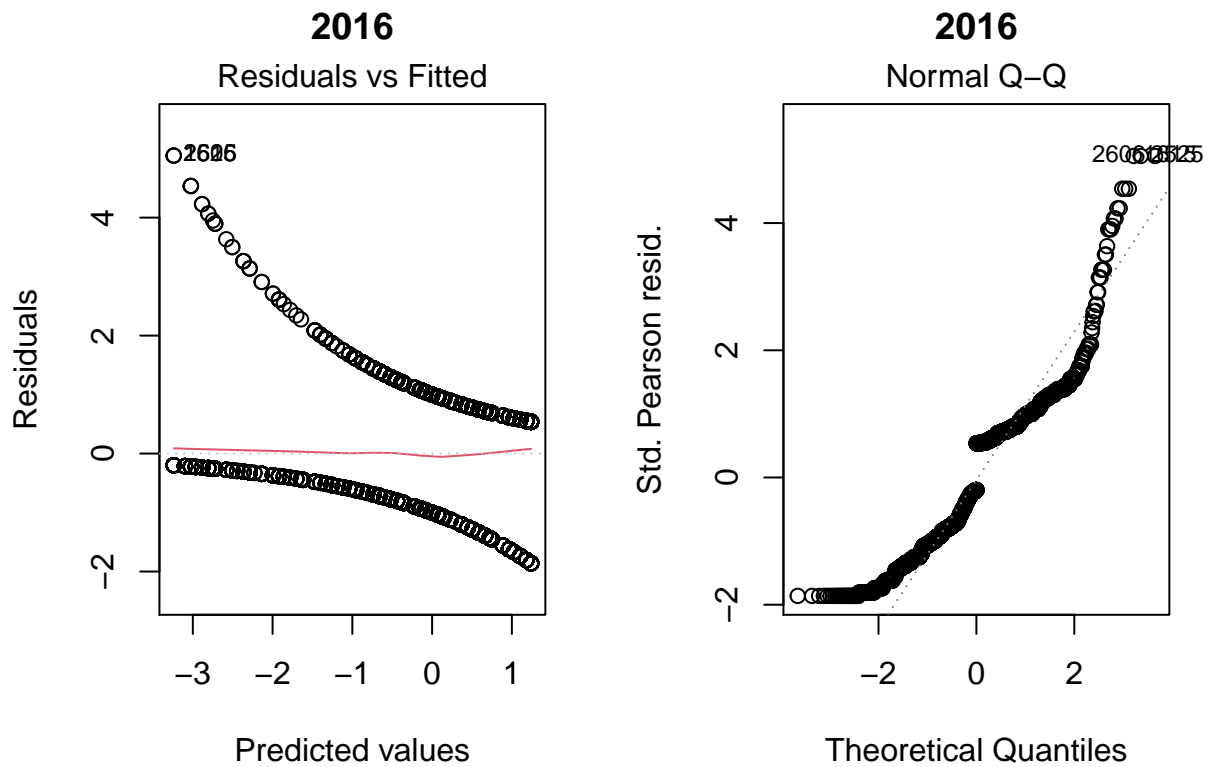 2016
Residuals vs Fitted
Residuals
4
2
0
−2
−3 −2 −1 0 1
Predicted values
2016
Normal Q−Q
Std. Pearson resid.
4
2
0
−2
−2 0 2
Theoretical Quantiles